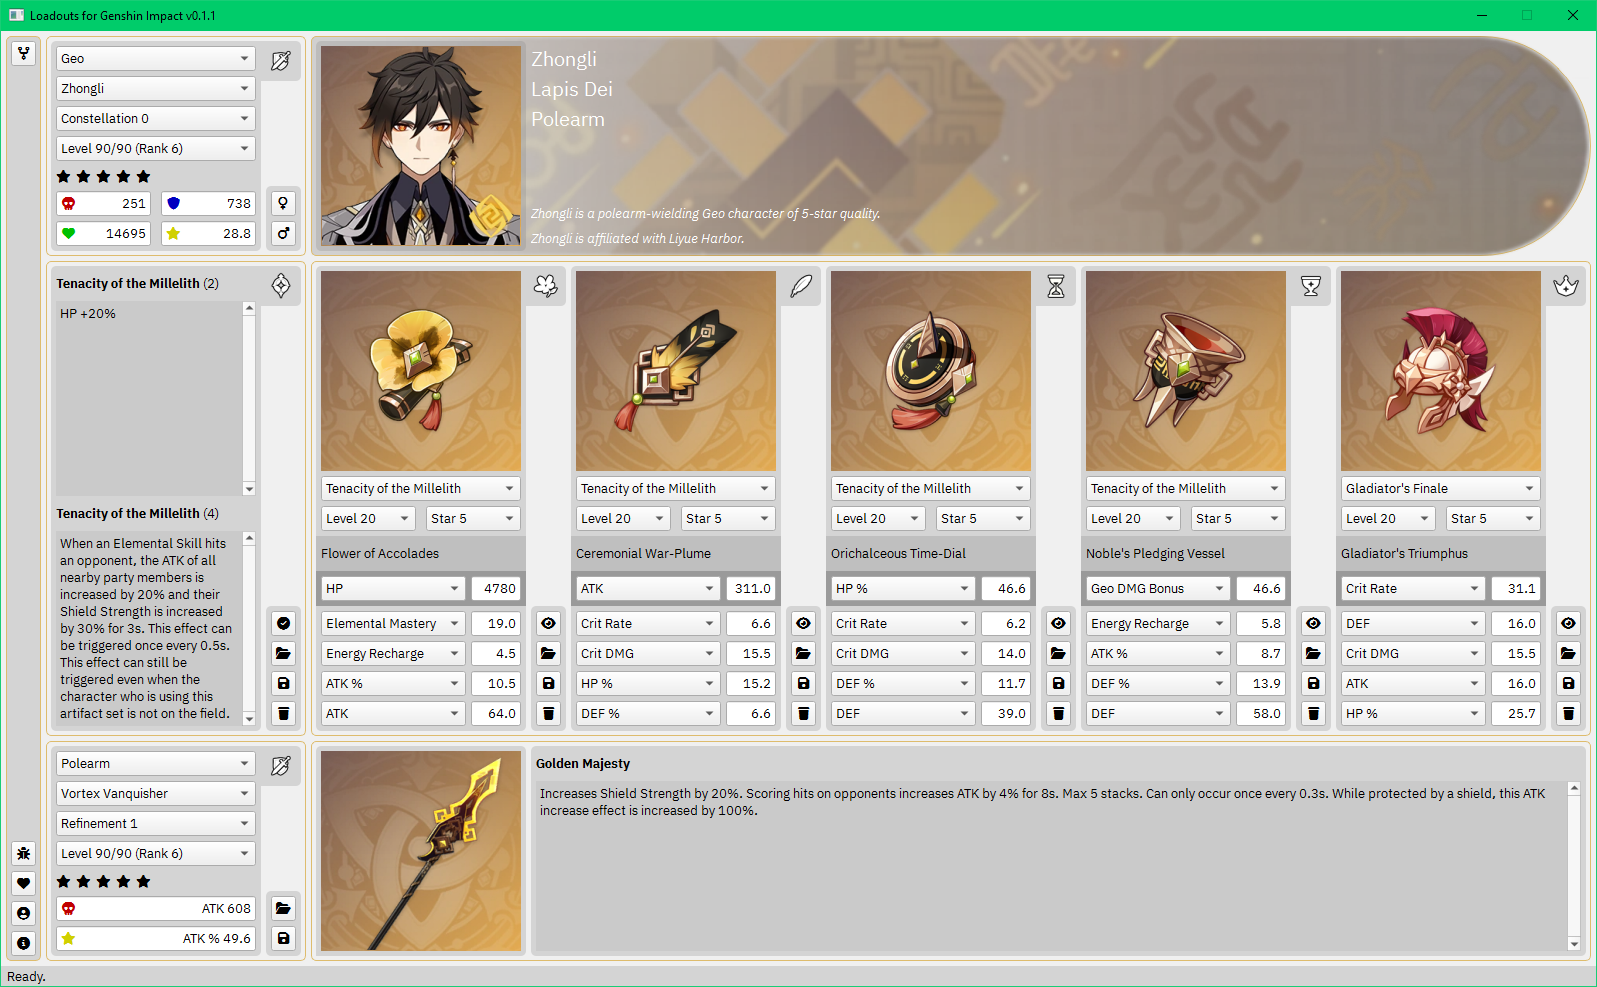 Loadouts for Genshin Impact v0.1.1
Geo
Zhongli
Constellation 0
Level 90/90 (Rank 6)
251
738
14695
28.8
Zhongli
Lapis Dei
Polearm
Zhongli is a polearm-wielding Geo character of 5-star quality.
Zhongli is affiliated with Liyue Harbor.
Tenacity of the Millelith (2)
HP +20%
Tenacity of the Millelith (4)
When an Elemental Skill hits
an opponent, the ATK of all
nearby party members is
increased by 20% and their
Shield Strength is increased
by 30% for 3s. This effect can
be triggered once every 0.5s.
This effect can still be
triggered even when the
character who is using this
artifact set is not on the field.
Tenacity of the Millelith
Level 20
Star 5
Flower of Accolades
HP
4780
Elemental Mastery
19.0
Energy Recharge
4.5
ATK %
10.5
ATK
64.0
Tenacity of the Millelith
Level 20
Star 5
Ceremonial War-Plume
ATK
311.0
Crit Rate
6.6
Crit DMG
15.5
HP %
15.2
DEF %
6.6
Tenacity of the Millelith
Level 20
Star 5
Orichalceous Time-Dial
HP %
46.6
Crit Rate
6.2
Crit DMG
14.0
DEF %
11.7
DEF
39.0
Tenacity of the Millelith
Level 20
Star 5
Noble's Pledging Vessel
Geo DMG Bonus
46.6
Energy Recharge
5.8
ATK %
8.7
DEF %
13.9
DEF
58.0
Gladiator's Finale
Level 20
Star 5
Gladiator's Triumphus
Crit Rate
31.1
DEF
16.0
Crit DMG
15.5
ATK
16.0
HP %
25.7
Polearm
Vortex Vanquisher
Refinement 1
Level 90/90 (Rank 6)
ATK 608
ATK % 49.6
Golden Majesty
Increases Shield Strength by 20%. Scoring hits on opponents increases ATK by 4% for 8s. Max 5 stacks. Can only occur once every 0.3s. While protected by a shield, this ATK
increase effect is increased by 100%.
Ready.